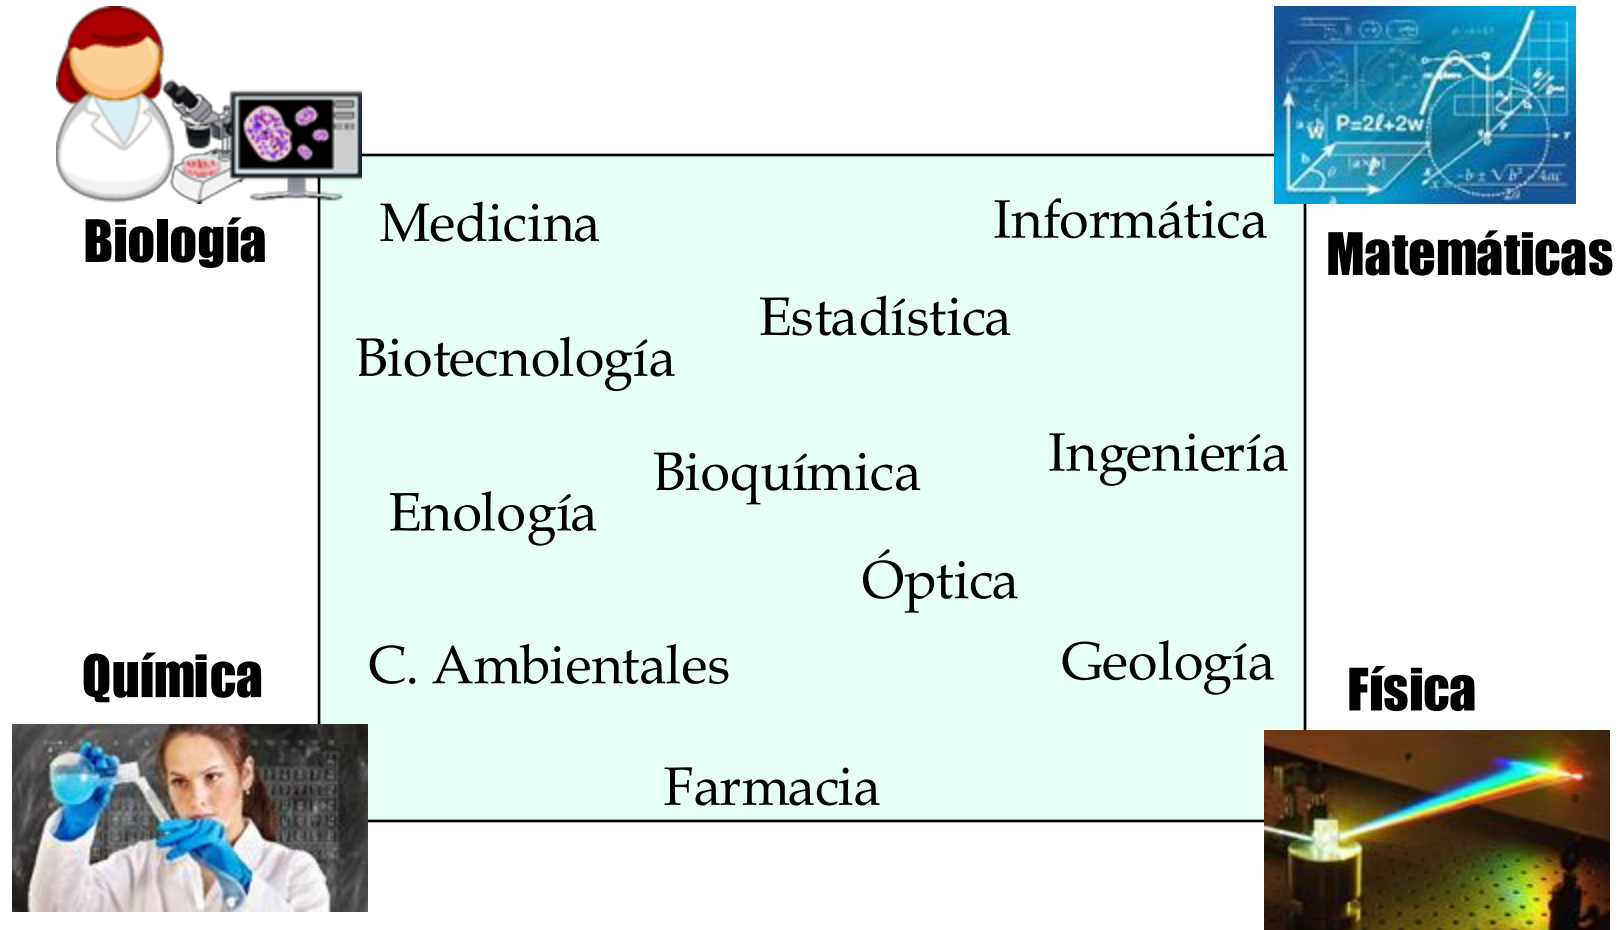 Biología
Medicina
Informática
P=2ℓ+2w
Matemáticas
Estadística
Biotecnología
Ingeniería
Bioquímica
Enología
Óptica
Química
C. Ambientales
Geología
Física
Farmacia